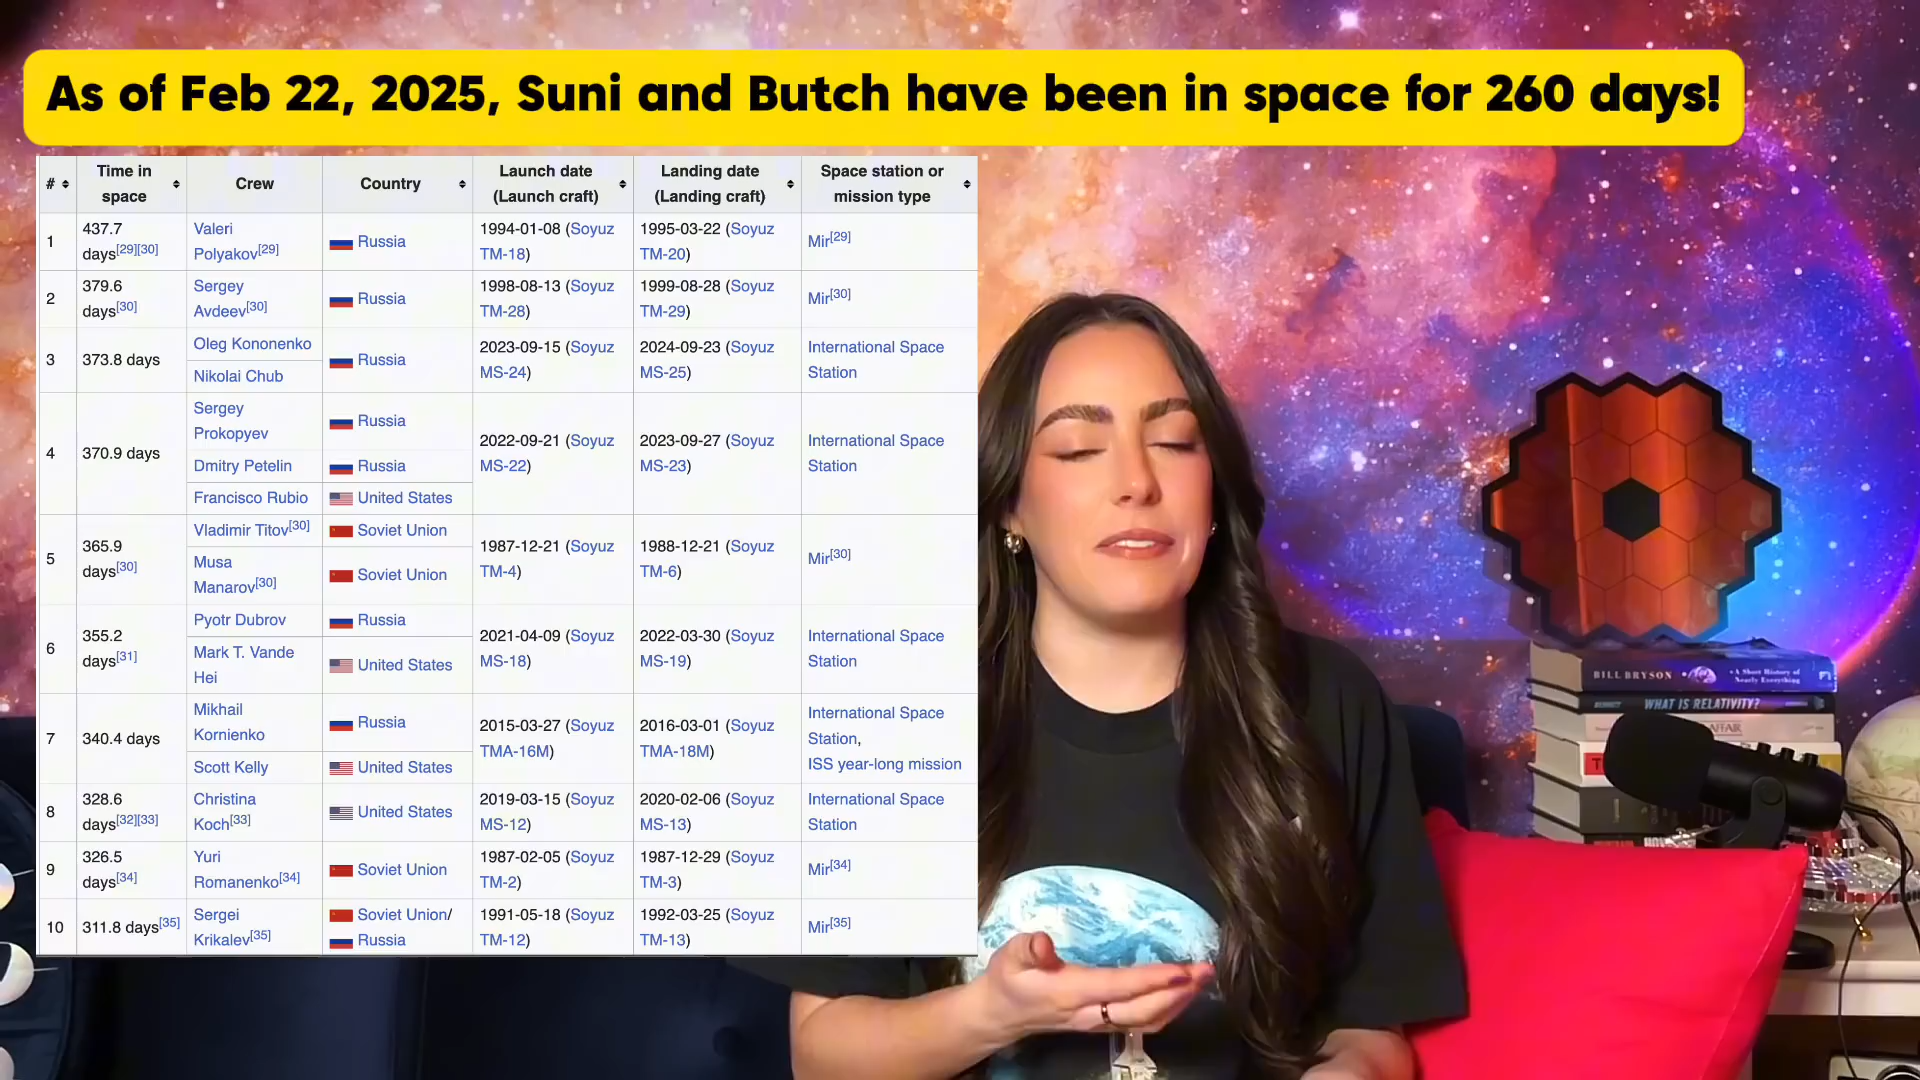 As of Feb 22, 2025, Suni and Butch have been in space for 260 days!
# Time in space Crew Country Launch date (Launch craft) Landing date (Landing craft) Space station or mission type
1 437.7 days[29][30] Valeri Polyakov[29] Russia 1994-01-08 (Soyuz TM-18) 1995-03-22 (Soyuz TM-20) Mir[29]
2 379.6 days[30] Sergey Avdeev[30] Russia 1998-08-13 (Soyuz TM-28) 1999-08-28 (Soyuz TM-29) Mir[30]
3 373.8 days Oleg Kononenko Russia 2023-09-15 (Soyuz MS-24) 2024-09-23 (Soyuz MS-25) International Space Station
Nikolai Chub
4 370.9 days Sergey Prokopyev Russia 2022-09-21 (Soyuz MS-22) 2023-09-27 (Soyuz MS-23) International Space Station
Dmitry Petelin Russia
Francisco Rubio United States
5 365.9 days[30] Vladimir Titov[30] Soviet Union 1987-12-21 (Soyuz TM-4) 1988-12-21 (Soyuz TM-6) Mir[30]
Musa Manarov[30] Soviet Union
6 355.2 days[31] Pyotr Dubrov Russia 2021-04-09 (Soyuz MS-18) 2022-03-30 (Soyuz MS-19) International Space Station
Mark T. Vande Hei United States
7 340.4 days Mikhail Kornienko Russia 2015-03-27 (Soyuz TMA-16M) 2016-03-01 (Soyuz TMA-18M) International Space Station, ISS year-long mission
Scott Kelly United States
8 328.6 days[32][33] Christina Koch[33] United States 2019-03-15 (Soyuz MS-12) 2020-02-06 (Soyuz MS-13) International Space Station
9 326.5 days[34] Yuri Romanenko[34] Soviet Union 1987-02-05 (Soyuz TM-2) 1987-12-29 (Soyuz TM-3) Mir[34]
10 311.8 days[35] Sergei Krikalev[35] Soviet Union/ Russia 1991-05-18 (Soyuz TM-12) 1992-03-25 (Soyuz TM-13) Mir[35]
BILL BRYSON A Short History of Nearly Everything
BENNETT WHAT IS RELATIVITY?